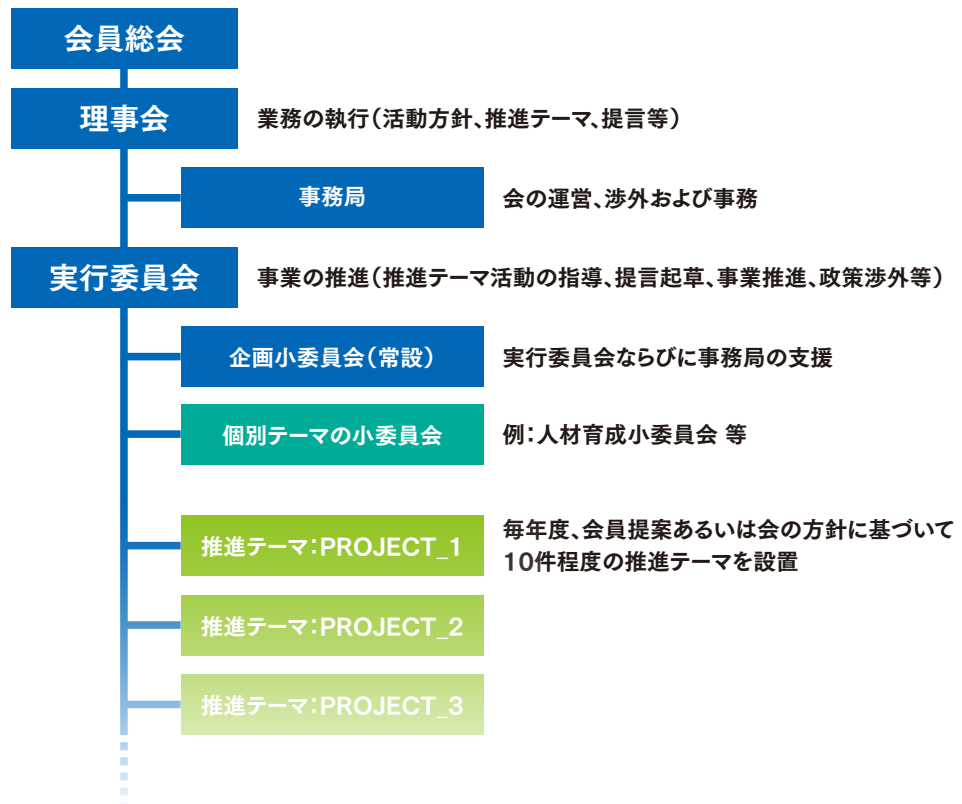 会員総会
理事会
業務の執行（活動方針、推進テーマ、提言等）
事務局
会の運営、渉外および事務
実行委員会
事業の推進（推進テーマ活動の指導、提言起草、事業推進、政策渉外等）
企画小委員会（常設）
実行委員会ならびに事務局の支援
個別テーマの小委員会
例：人材育成小委員会 等
推進テーマ：PROJECT_1
毎年度、会員提案あるいは会の方針に基づいて
10件程度の推進テーマを設置
推進テーマ：PROJECT_2
推進テーマ：PROJECT_3